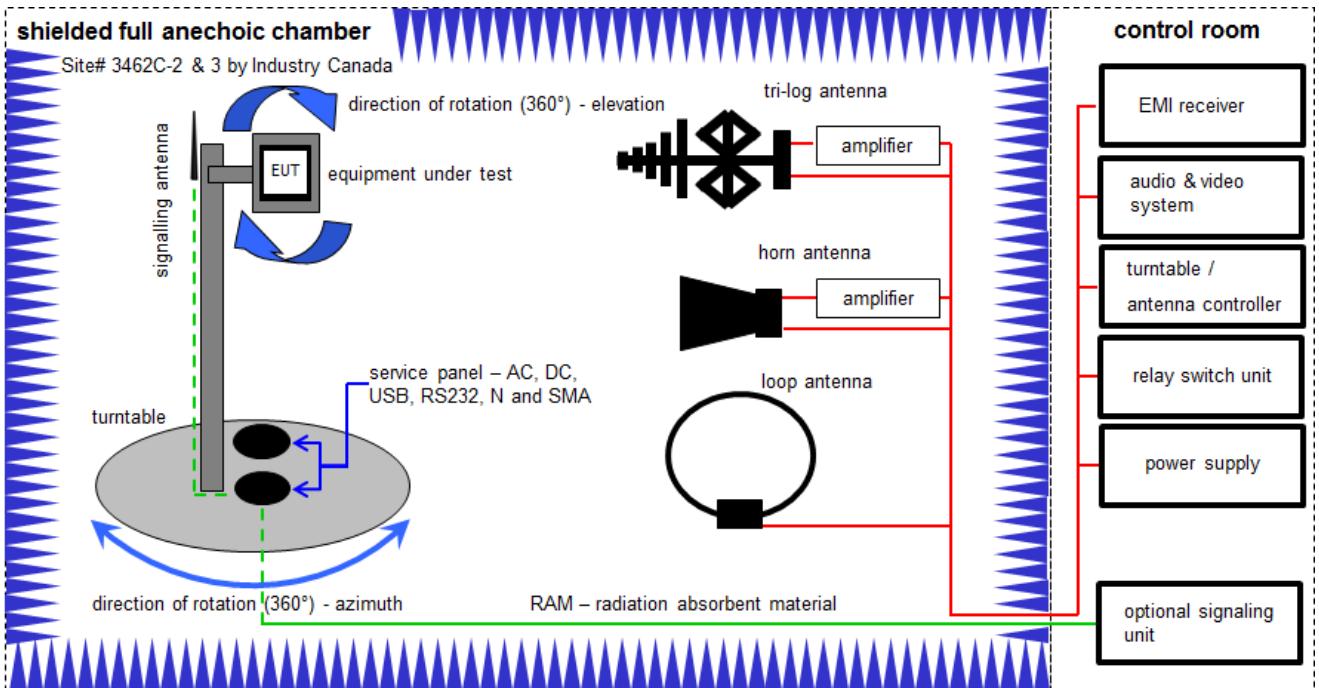 shielded full anechoic chamber
control room
Site# 3462C-2 & 3 by Industry Canada
direction of rotation (360°) - elevation
tri-log antenna
EMI receiver
signalling antenna
amplifier
EUT
equipment under test
audio & video
system
horn antenna
amplifier
turntable /
antenna controller
service panel – AC, DC,
USB, RS232, N and SMA
loop antenna
relay switch unit
turntable
power supply
direction of rotation (360°) - azimuth
RAM – radiation absorbent material
optional signaling
unit